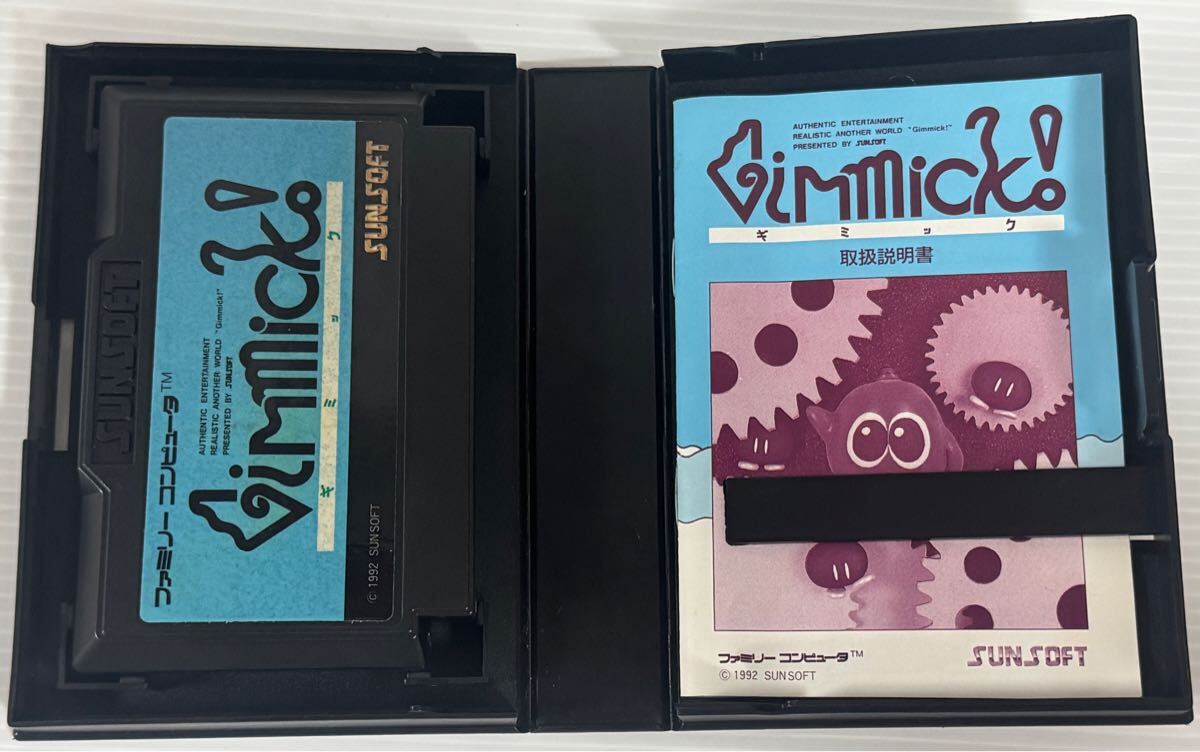 SUNSOFT
ファミリー コンピュータ™
AUTHENTIC ENTERTAINMENT
REALISTIC ANOTHER WORLD "Gimmick!"
PRESENTED BY SUNSOFT
Gimmick!
ギミック
SUNSOFT
© 1992 SUNSOFT
AUTHENTIC ENTERTAINMENT
REALISTIC ANOTHER WORLD "Gimmick!"
PRESENTED BY SUNSOFT
Gimmick!
ギミック
取扱説明書
ファミリー コンピュータ™
SUNSOFT
© 1992 SUNSOFT